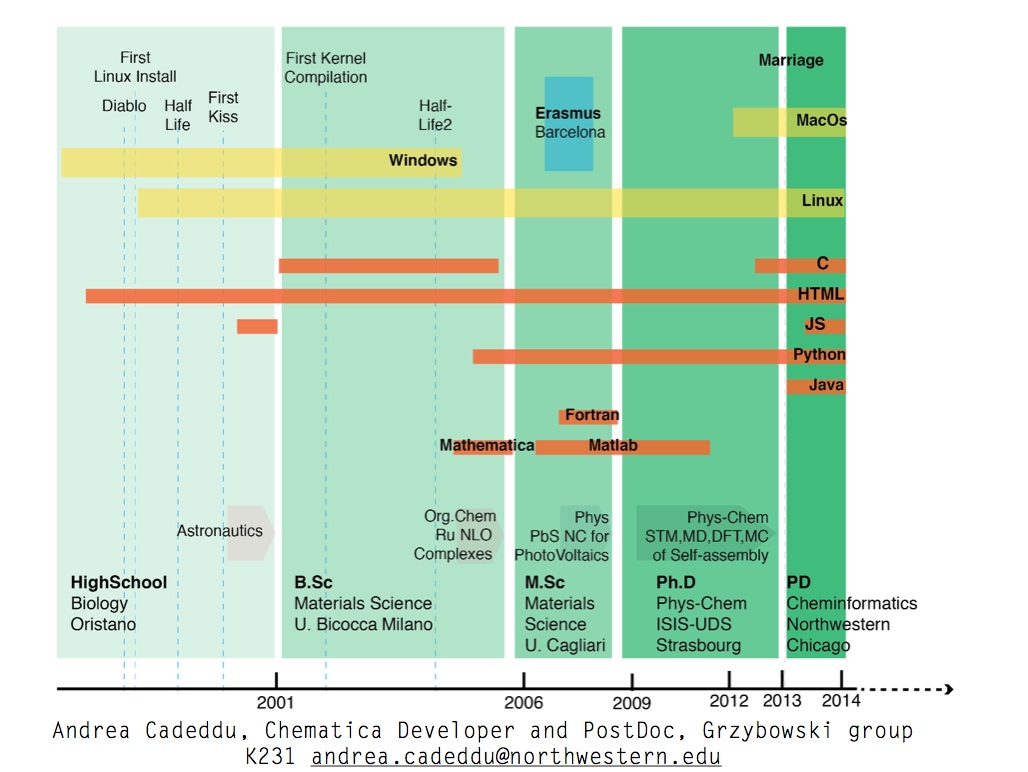 First
Linux Install
Diablo
Half
Life
First
Kiss
First Kernel
Compilation
Half-
Life2
Erasmus
Barcelona
Marriage
MacOs
Windows
Linux
C
HTML
JS
Python
Java
Fortran
Mathematica
Matlab
Astronautics
Org.Chem
Ru NLO
Complexes
Phys
PbS NC for
PhotoVoltaics
Phys-Chem
STM,MD,DFT,MC
of Self-assembly
HighSchool
Biology
Oristano
B.Sc
Materials Science
U. Bicocca Milano
M.Sc
Materials
Science
U. Cagliari
Ph.D
Phys-Chem
ISIS-UDS
Strasbourg
PD
Cheminformatics
Northwestern
Chicago
2001
2006
2009
2012
2013
2014
Andrea Cadeddu, Chematica Developer and PostDoc, Grzybowski group
K231 andrea.cadeddu@northwestern.edu